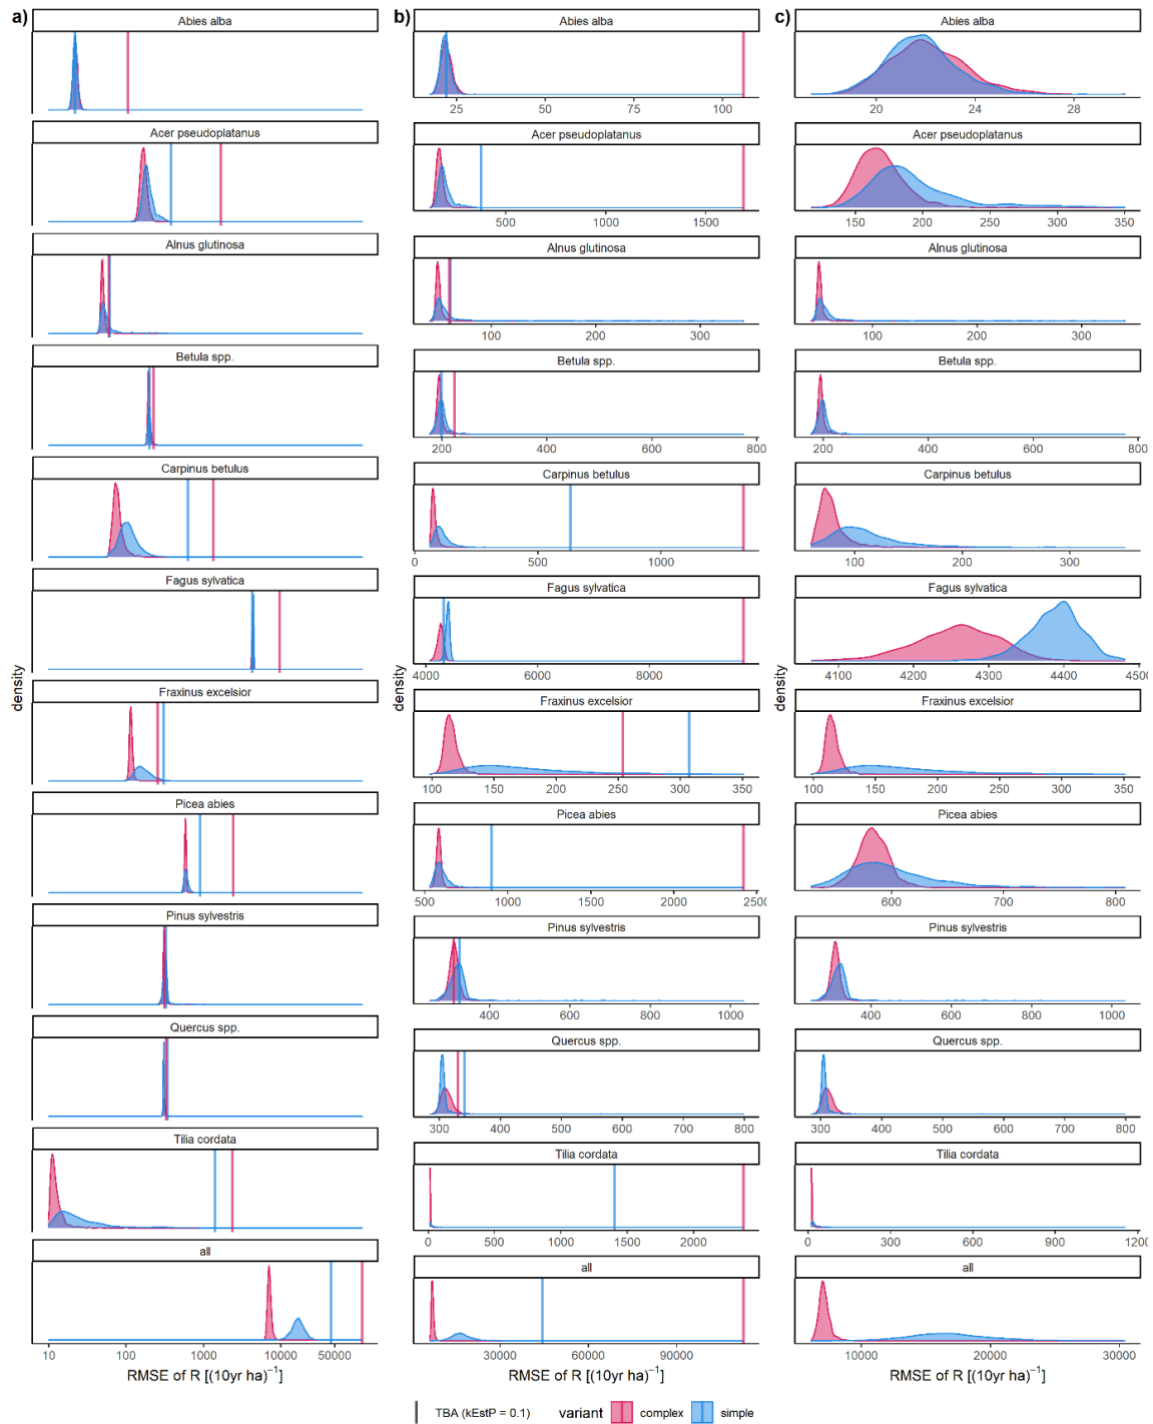 a)
Abies alba
Acer pseudoplatanus
Alnus glutinosa
Betula spp.
Carpinus betulus
Fagus sylvatica
Fraxinus excelsior
Picea abies
Pinus sylvestris
Quercus spp.
Tilia cordata
all
10 100 1000 10000 50000
RMSE of R [(10yr ha)⁻¹]
density
b)
Abies alba
25 50 75 100
Acer pseudoplatanus
500 1000 1500
Alnus glutinosa
100 200 300
Betula spp.
200 400 600 800
Carpinus betulus
0 500 1000
Fagus sylvatica
4000 6000 8000
Fraxinus excelsior
100 150 200 250 300 350
Picea abies
500 1000 1500 2000 2500
Pinus sylvestris
400 600 800 1000
Quercus spp.
300 400 500 600 700 800
Tilia cordata
0 500 1000 1500 2000
all
30000 60000 90000
RMSE of R [(10yr ha)⁻¹]
density
c)
Abies alba
20 24 28
Acer pseudoplatanus
150 200 250 300 350
Alnus glutinosa
100 200 300
Betula spp.
200 400 600 800
Carpinus betulus
100 200 300
Fagus sylvatica
4100 4200 4300 4400 450
Fraxinus excelsior
100 150 200 250 300 350
Picea abies
600 700 800
Pinus sylvestris
400 600 800 1000
Quercus spp.
300 400 500 600 700 800
Tilia cordata
0 300 600 900 120
all
10000 20000 30000
RMSE of R [(10yr ha)⁻¹]
density
TBA (kEstP = 0.1) variant complex simple